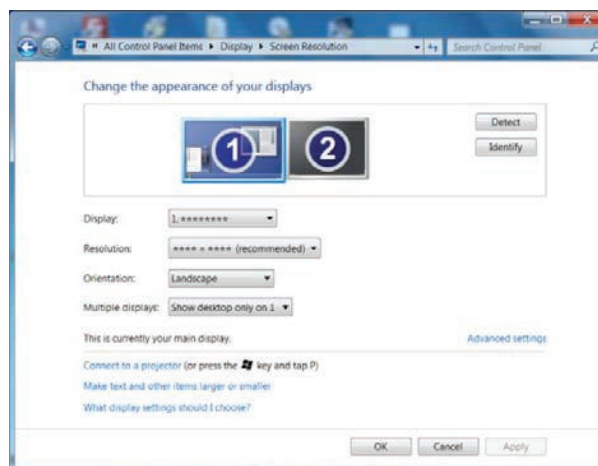 « All Control Panel Items ▸ Display ▸ Screen Resolution
Search Control Panel
Change the appearance of your displays
1
2
Detect
Identify
Display: 1. ********
Resolution: **** × **** (recommended)
Orientation: Landscape
Multiple displays: Show desktop only on 1
This is currently your main display.
Advanced settings
Connect to a projector (or press the key and tap P)
Make text and other items larger or smaller
What display settings should I choose?
OK
Cancel
Apply